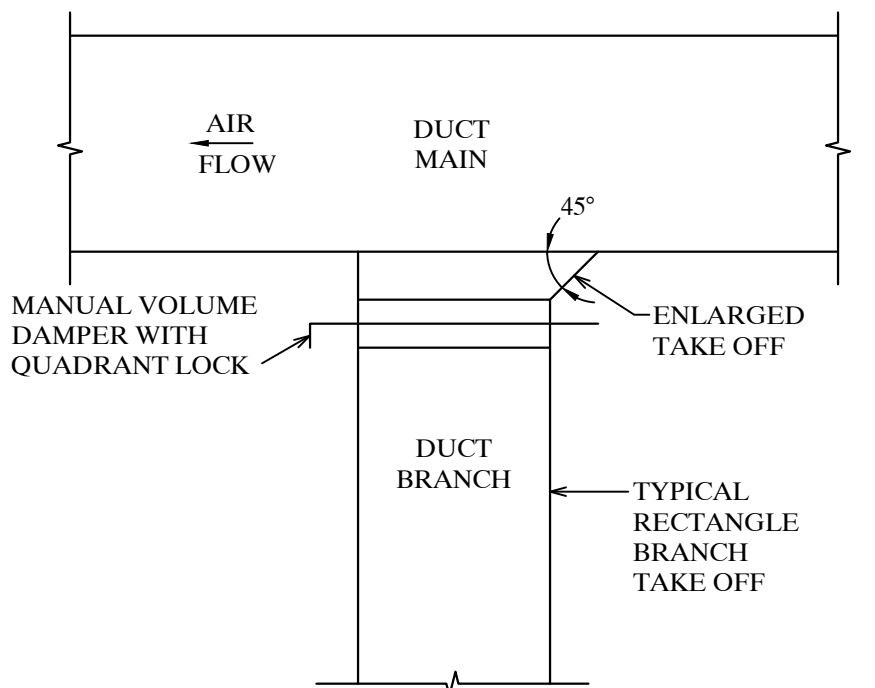 AIR
FLOW
DUCT
MAIN
45°
MANUAL VOLUME
DAMPER WITH
QUADRANT LOCK
ENLARGED
TAKE OFF
DUCT
BRANCH
TYPICAL
RECTANGLE
BRANCH
TAKE OFF